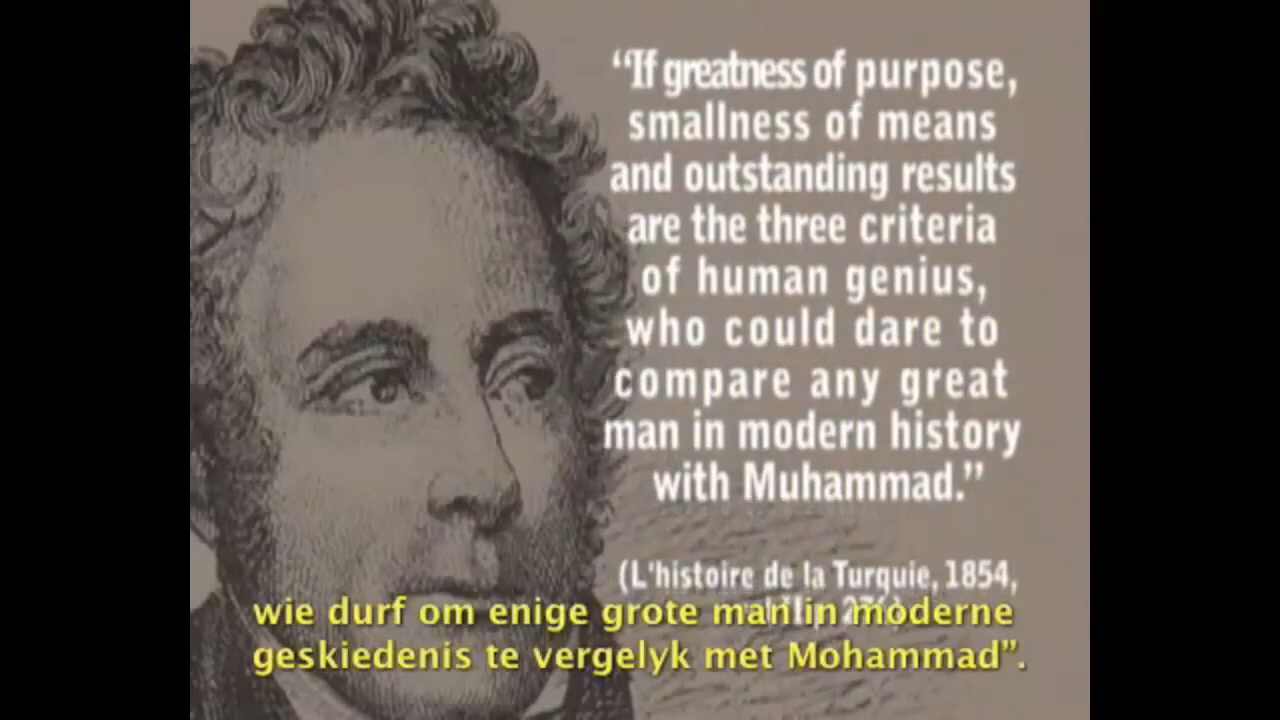 “If greatness of purpose,
smallness of means
and outstanding results
are the three criteria
of human genius,
who could dare to
compare any great
man in modern history
with Muhammad.”
(L'histoire de la Turquie, 1854,
wie durf om enige grote man in moderne
geskiedenis te vergelyk met Mohammad”.